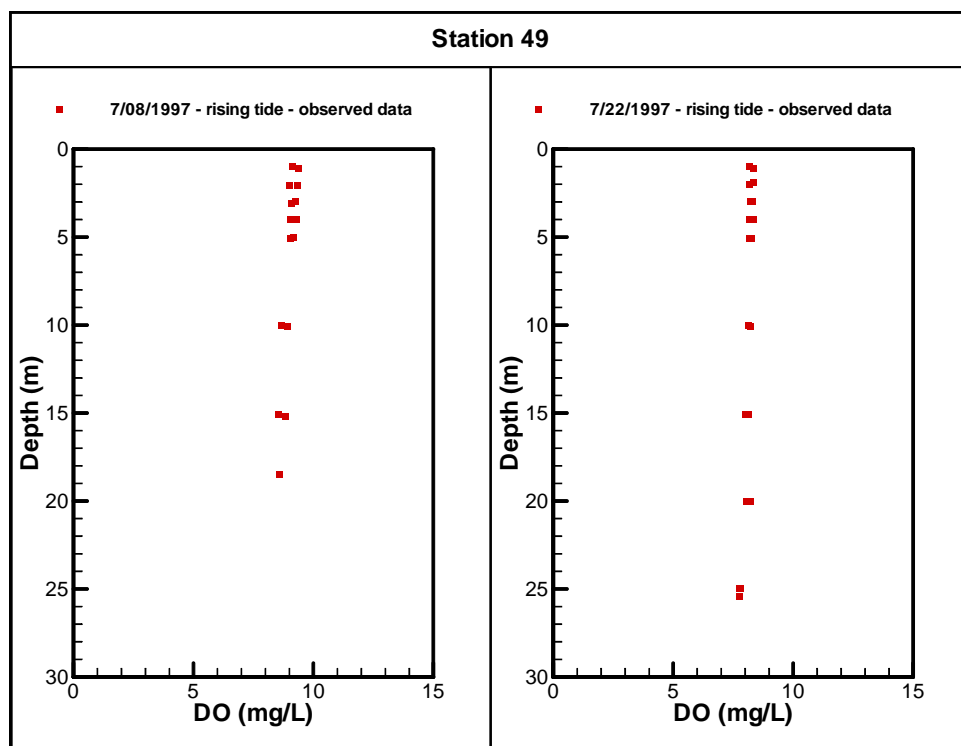 Station 49
7/08/1997 - rising tide - observed data
0
5
10
15
20
25
30
Depth (m)
0 5 10 15
DO (mg/L)
7/22/1997 - rising tide - observed data
0
5
10
15
20
25
30
Depth (m)
0 5 10 15
DO (mg/L)